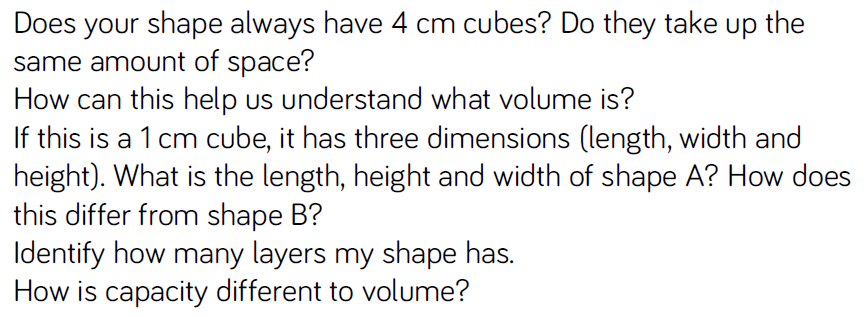 Does your shape always have 4 cm cubes? Do they take up the
same amount of space?
How can this help us understand what volume is?
If this is a 1 cm cube, it has three dimensions (length, width and
height). What is the length, height and width of shape A? How does
this differ from shape B?
Identify how many layers my shape has.
How is capacity different to volume?